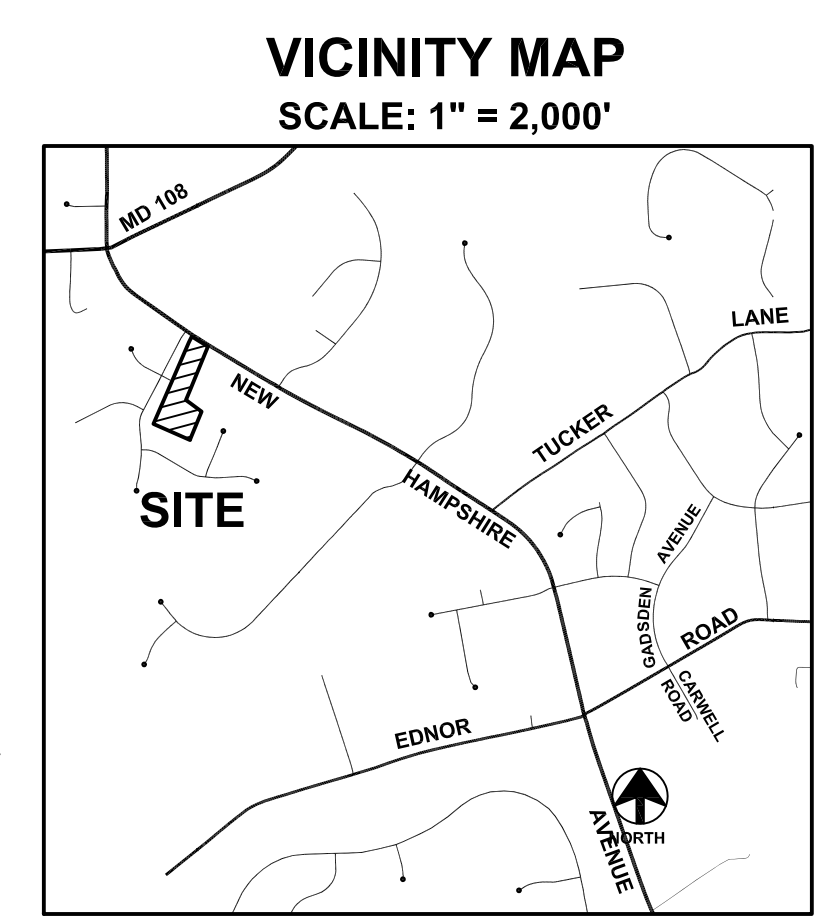 VICINITY MAP
SCALE: 1" = 2,000'
MD 108
LANE
NEW
TUCKER
HAMPSHIRE
SITE
AVENUE
GADSDEN
ROAD
CARWELL
ROAD
EDNOR
AVENUE
NORTH